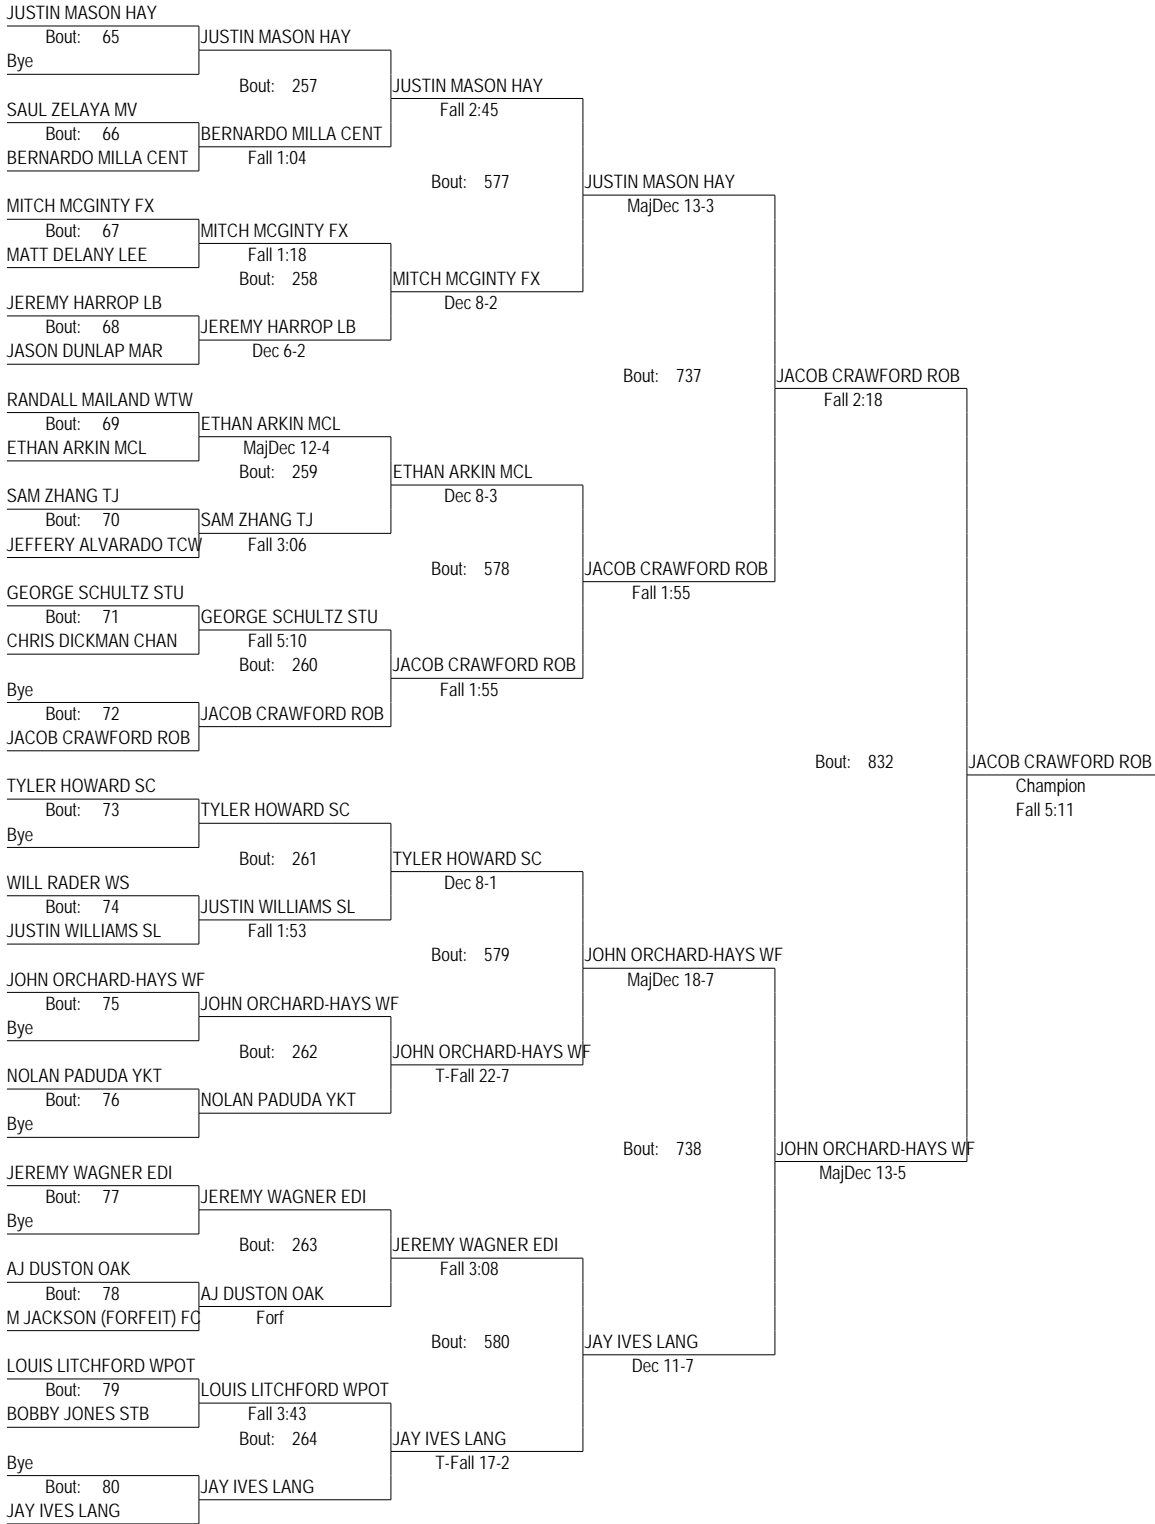 JUSTIN MASON HAY
Bout: 65
JUSTIN MASON HAY
Bye
Bout: 257
JUSTIN MASON HAY
SAUL ZELAYA MV
Fall 2:45
Bout: 66
BERNARDO MILLA CENT
BERNARDO MILLA CENT
Fall 1:04
Bout: 577
JUSTIN MASON HAY
MITCH MCGINTY FX
MajDec 13-3
Bout: 67
MITCH MCGINTY FX
MATT DELANY LEE
Fall 1:18
Bout: 258
MITCH MCGINTY FX
JEREMY HARROP LB
Dec 8-2
Bout: 68
JEREMY HARROP LB
JASON DUNLAP MAR
Dec 6-2
Bout: 737
JACOB CRAWFORD ROB
RANDALL MAILAND WTW
Fall 2:18
Bout: 69
ETHAN ARKIN MCL
ETHAN ARKIN MCL
MajDec 12-4
Bout: 259
ETHAN ARKIN MCL
SAM ZHANG TJ
Dec 8-3
Bout: 70
SAM ZHANG TJ
JEFFERY ALVARADO TCW
Fall 3:06
Bout: 578
JACOB CRAWFORD ROB
GEORGE SCHULTZ STU
Fall 1:55
Bout: 71
GEORGE SCHULTZ STU
CHRIS DICKMAN CHAN
Fall 5:10
Bout: 260
JACOB CRAWFORD ROB
Bye
Fall 1:55
Bout: 72
JACOB CRAWFORD ROB
JACOB CRAWFORD ROB
Bout: 832
JACOB CRAWFORD ROB
TYLER HOWARD SC
Champion
Bout: 73
TYLER HOWARD SC
Fall 5:11
Bye
Bout: 261
TYLER HOWARD SC
WILL RADER WS
Dec 8-1
Bout: 74
JUSTIN WILLIAMS SL
JUSTIN WILLIAMS SL
Fall 1:53
Bout: 579
JOHN ORCHARD-HAYS WF
JOHN ORCHARD-HAYS WF
MajDec 18-7
Bout: 75
JOHN ORCHARD-HAYS WF
Bye
Bout: 262
JOHN ORCHARD-HAYS WF
NOLAN PADUDA YKT
T-Fall 22-7
Bout: 76
NOLAN PADUDA YKT
Bye
Bout: 738
JOHN ORCHARD-HAYS WF
JEREMY WAGNER EDI
MajDec 13-5
Bout: 77
JEREMY WAGNER EDI
Bye
Bout: 263
JEREMY WAGNER EDI
AJ DUSTON OAK
Fall 3:08
Bout: 78
AJ DUSTON OAK
M JACKSON (FORFEIT) FC
Forf
Bout: 580
JAY IVES LANG
LOUIS LITCHFORD WPOT
Dec 11-7
Bout: 79
LOUIS LITCHFORD WPOT
BOBBY JONES STB
Fall 3:43
Bout: 264
JAY IVES LANG
Bye
T-Fall 17-2
Bout: 80
JAY IVES LANG
JAY IVES LANG